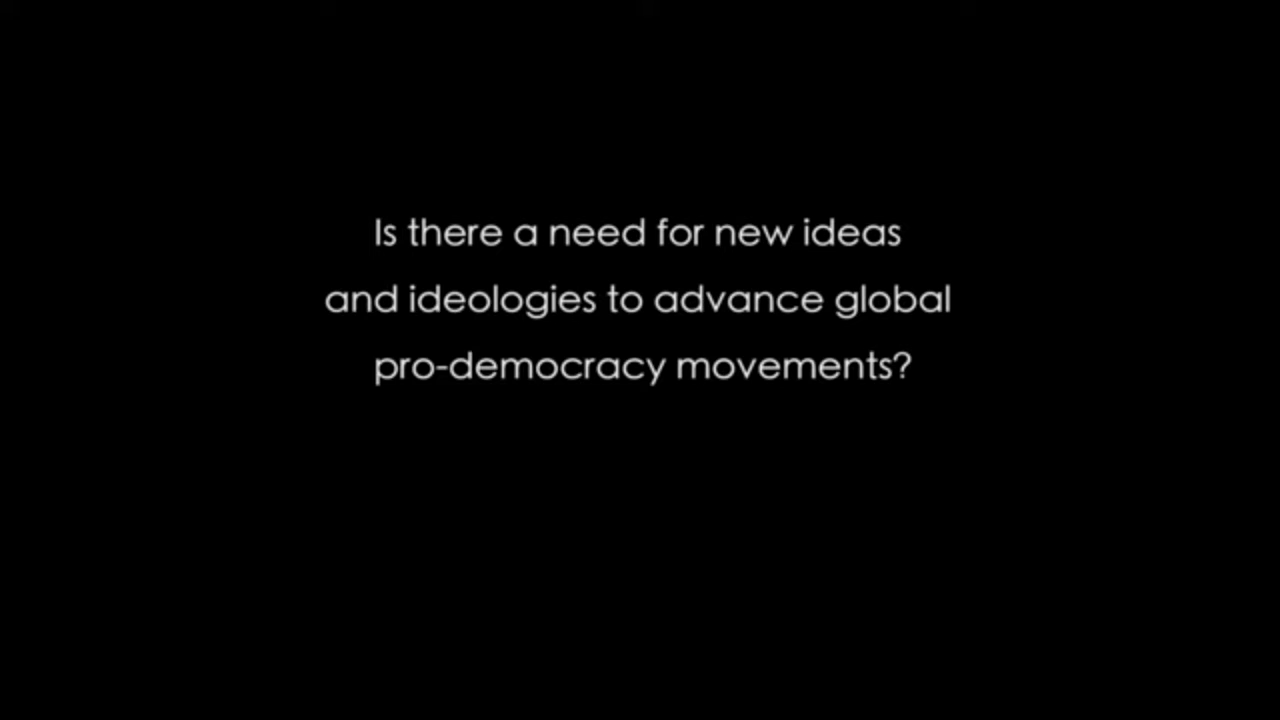 Is there a need for new ideas
and ideologies to advance global
pro-democracy movements?